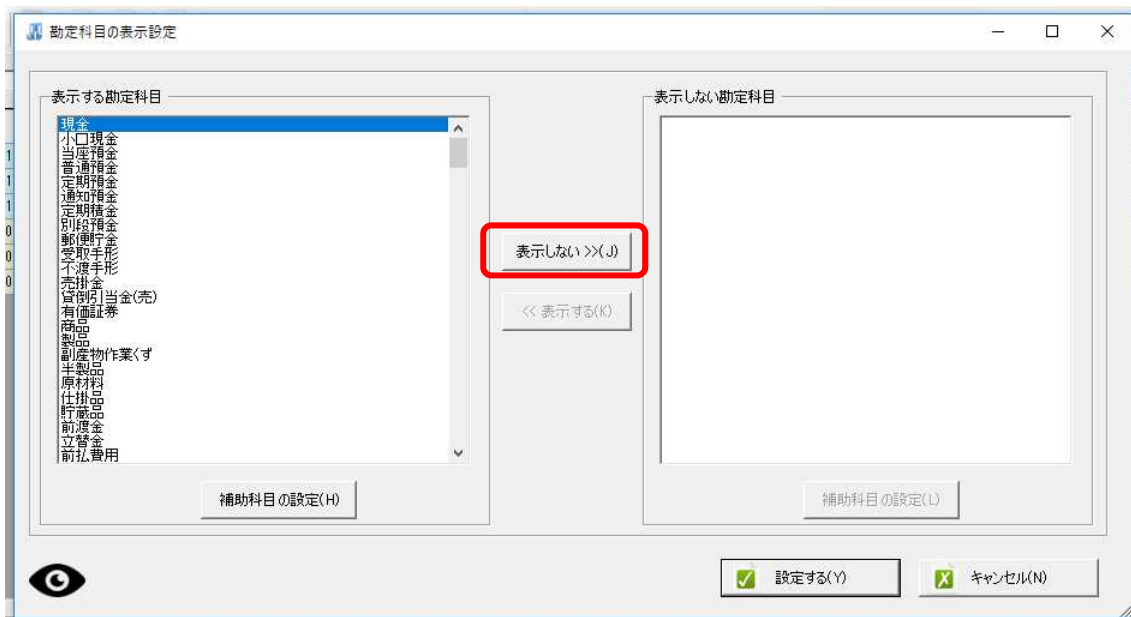 勘定科目の表示設定
表示する勘定科目
現金
小口現金
当座預金
普通預金
定期預金
通知預金
定期積金
別段預金
郵便貯金
受取手形
不渡手形
売掛金
貸倒引当金(売)
有価証券
商品
製品
副産物作業くず
半製品
原材料
仕掛品
貯蔵品
前渡金
立替金
前払費用
補助科目の設定(H)
表示しない >>(J)
<< 表示する(K)
表示しない勘定科目
補助科目の設定(L)
設定する(Y)
キャンセル(N)